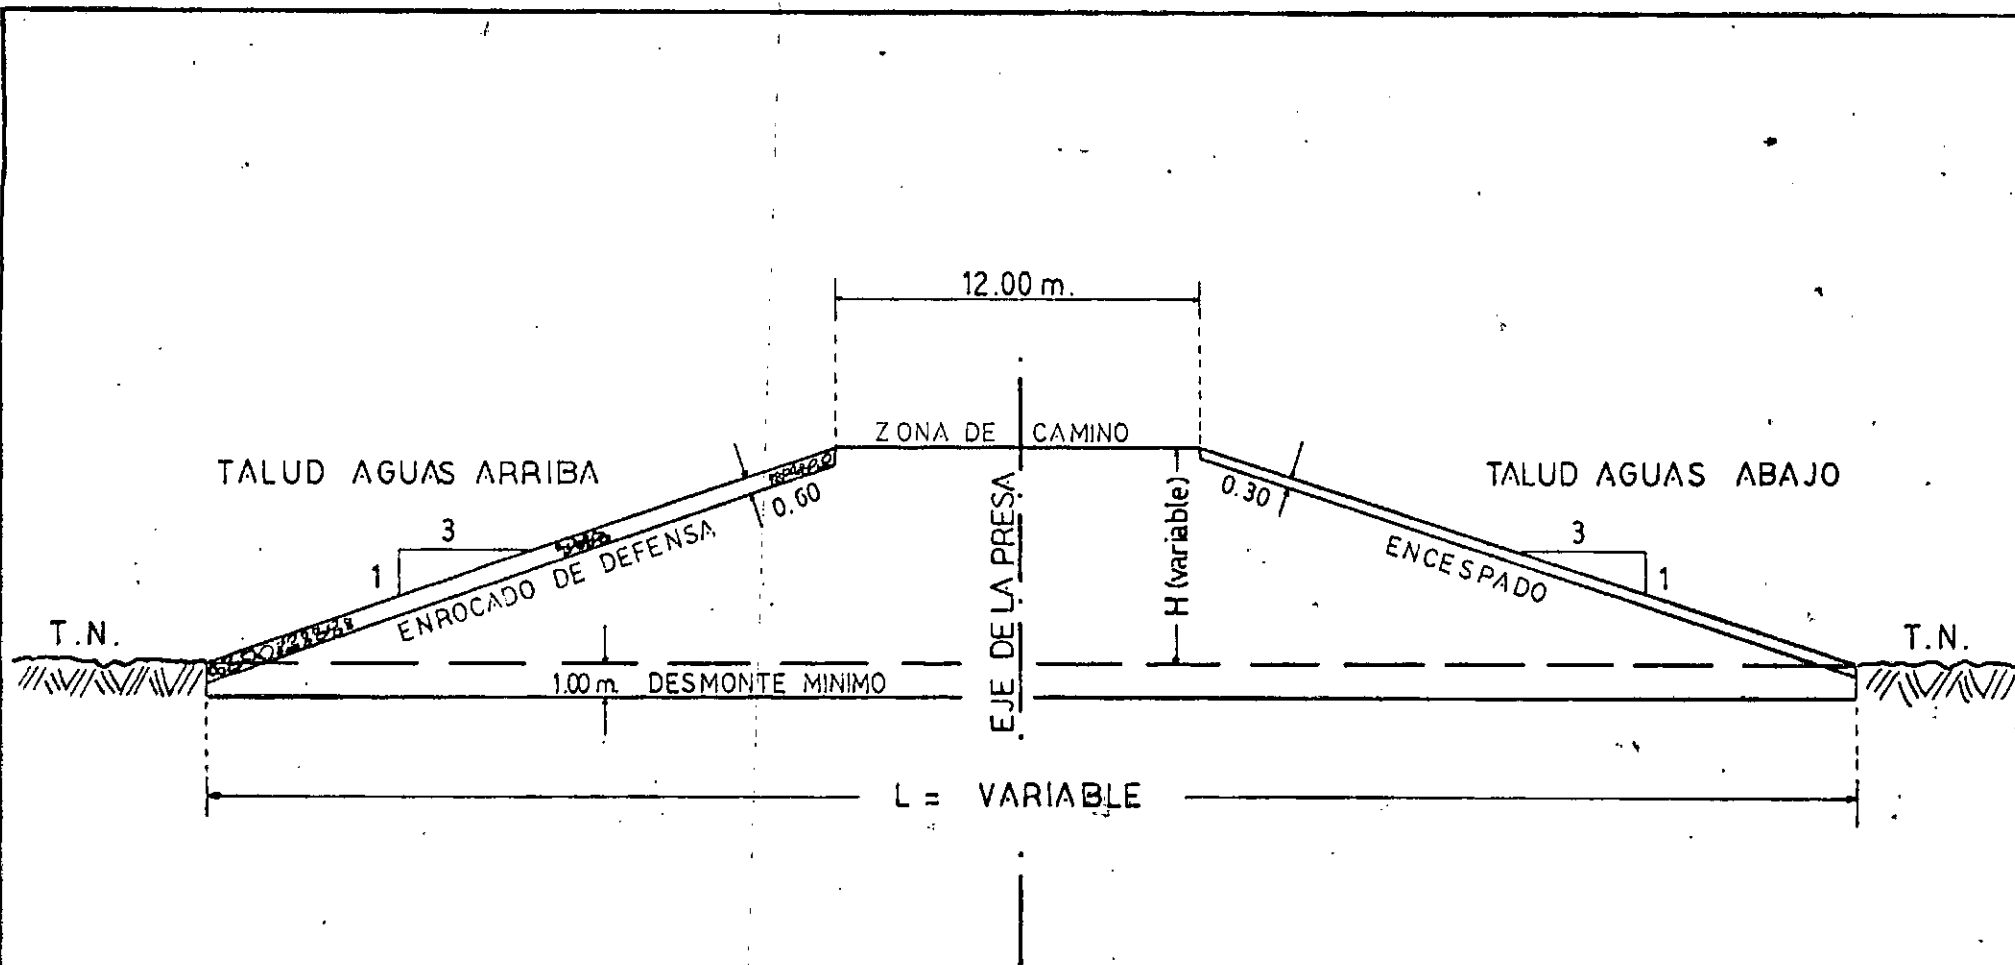 12.00 m.
ZONA DE CAMINO
TALUD AGUAS ARRIBA
TALUD AGUAS ABAJO
0.60
0.30
3
1
3
1
ENROCADO DE DEFENSA
ENCESPADO
H (variable)
EJE DE LA PRESA
T.N.
T.N.
1.00 m. DESMONTE MINIMO
L = VARIABLE